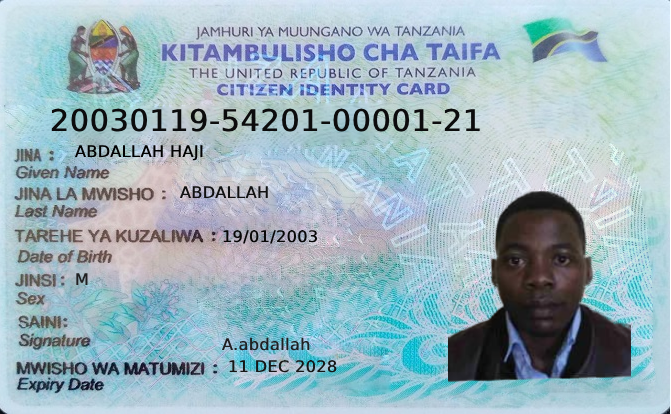 JAMHURI YA MUUNGANO WA TANZANIA
KITAMBULISHO CHA TAIFA
THE UNITED REPUBLIC OF TANZANIA
CITIZEN IDENTITY CARD
20030119-54201-00001-21
JINA : ABDALLAH HAJI
Given Name
JINA LA MWISHO : ABDALLAH
Last Name
TAREHE YA KUZALIWA : 19/01/2003
Date of Birth
JINSI : M
Sex
SAINI:
Signature A.abdallah
MWISHO WA MATUMIZI : 11 DEC 2028
Expiry Date